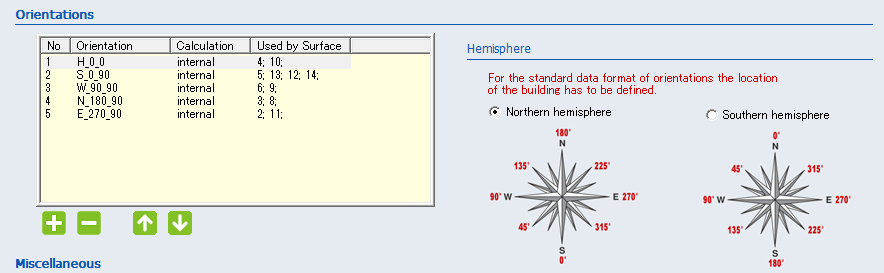 Orientations
No Orientation Calculation Used by Surface
1 H_0_0 internal 4; 10;
2 S_0_90 internal 5; 13; 12; 14;
3 W_90_90 internal 6; 9;
4 N_180_90 internal 3; 8;
5 E_270_90 internal 2; 11;
Hemisphere
For the standard data format of orientations the location
of the building has to be defined.
Northern hemisphere
180°
N
135° 225°
90° W E 270°
45° 315°
S
0°
Southern hemisphere
0°
N
45° 315°
90° W E 270°
135° 225°
S
180°
Miscellaneous